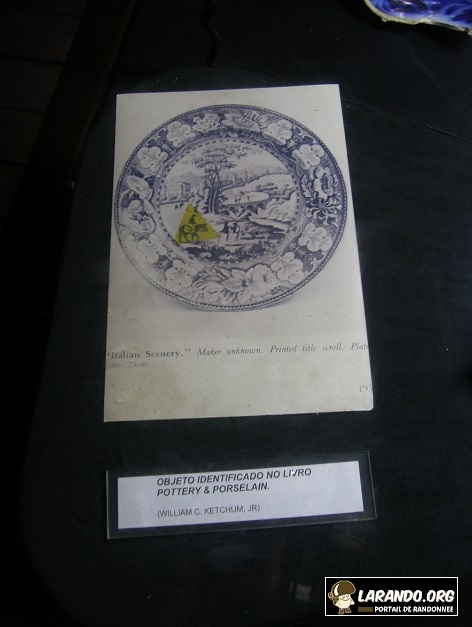 "Italian Scenery." Maker unknown. Printed title scroll. Plate
25cm.
OBJETO IDENTIFICADO NO LIVRO
POTTERY & PORSELAIN.
(WILLIAM C. KETCHUM, JR)
LARANDO.ORG
PORTAIL DE RANDONNEE